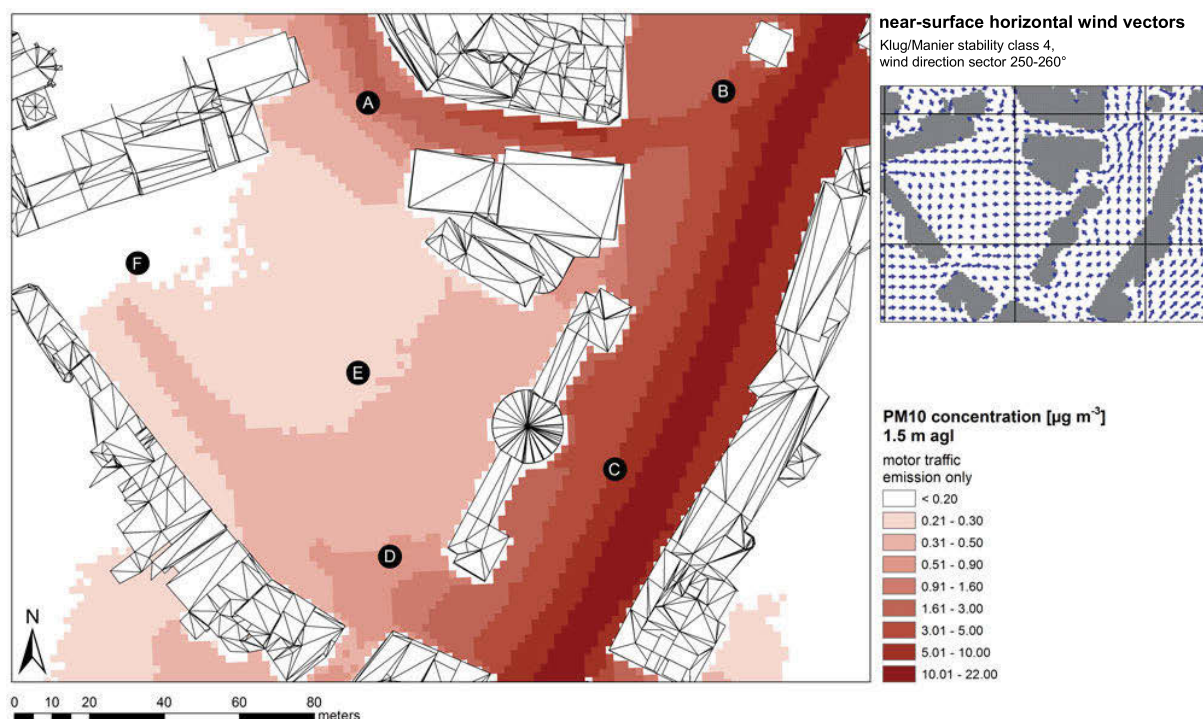 near-surface horizontal wind vectors
Klug/Manier stability class 4,
wind direction sector 250-260°
A
B
F
E
C
D
N
0 10 20 40 60 80
meters
PM10 concentration [µg m⁻³]
1.5 m agl
motor traffic
emission only
< 0.20
0.21 - 0.30
0.31 - 0.50
0.51 - 0.90
0.91 - 1.60
1.61 - 3.00
3.01 - 5.00
5.01 - 10.00
10.01 - 22.00